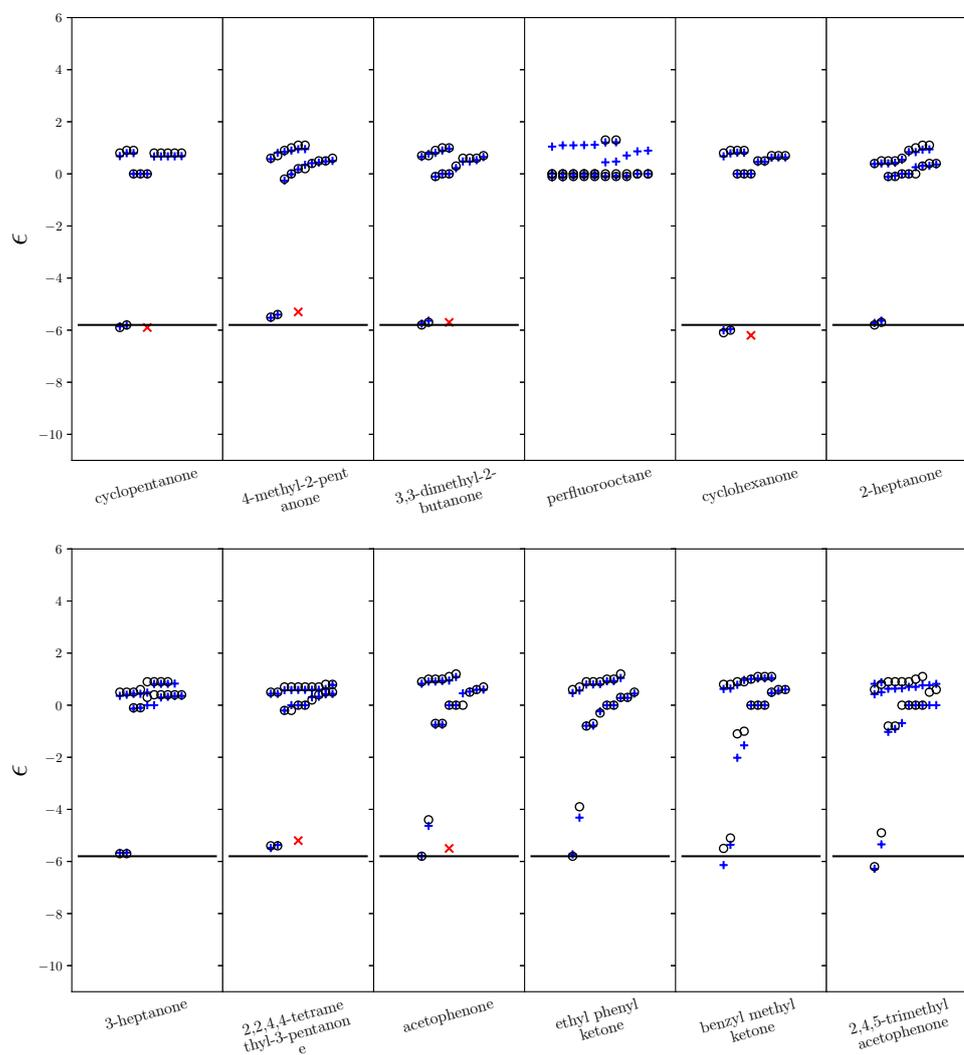 6
4
2
0
−2
−4
−6
−8
−10
ϵ
cyclopentanone
4-methyl-2-pent
anone
3,3-dimethyl-2-
butanone
perfluorooctane
cyclohexanone
2-heptanone
6
4
2
0
−2
−4
−6
−8
−10
ϵ
3-heptanone
2,2,4,4-tetrame
thyl-3-pentanon
e
acetophenone
ethyl phenyl
ketone
benzyl methyl
ketone
2,4,5-trimethyl
acetophenone